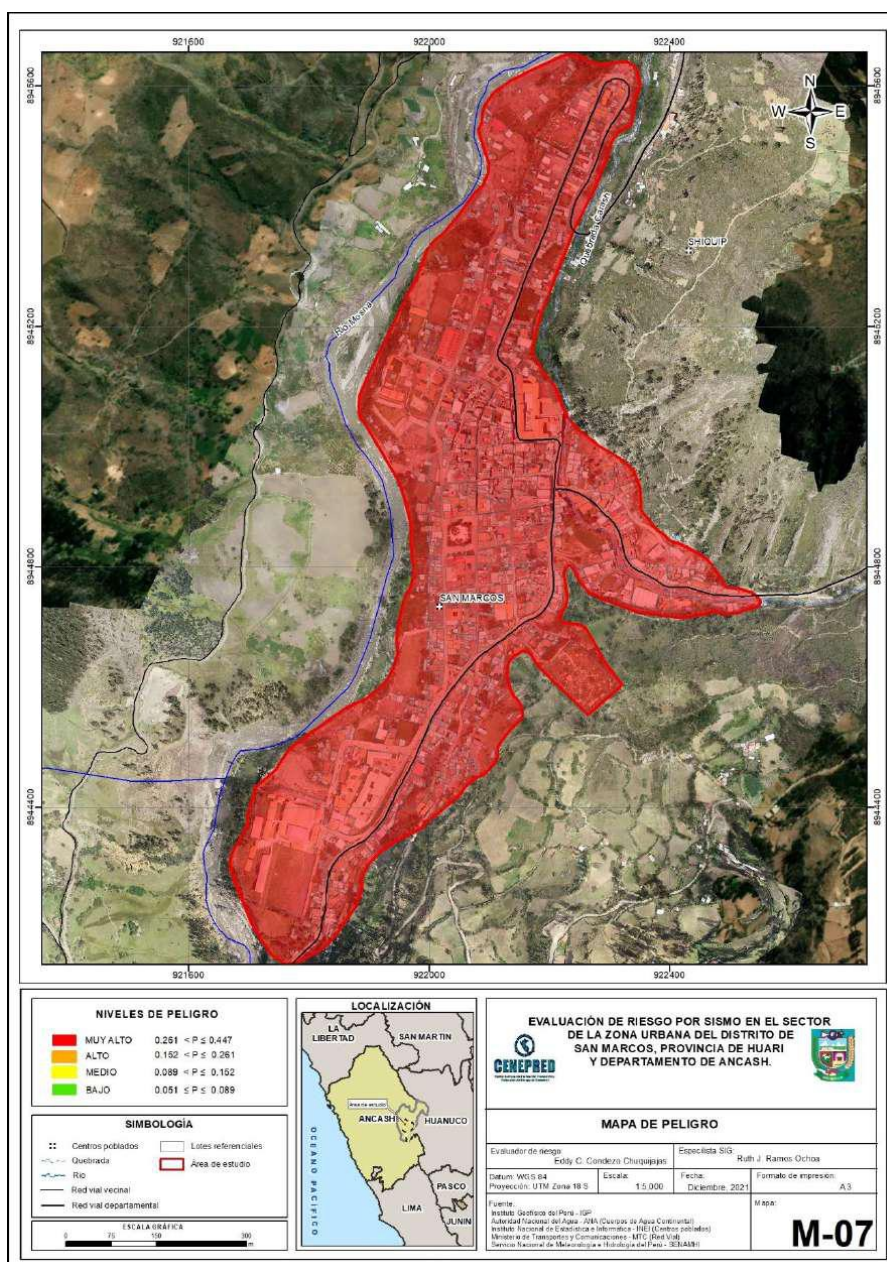 921600 922000 922400
8945600
8945200
8944800
8944400
N
W E
S
Río Mosna
SHIQUIP
SAN MARCOS
8945600
8945200
8944800
8944400
921600 922000 922400
NIVELES DE PELIGRO
MUY ALTO 0.261 < P ≤ 0.447
ALTO 0.152 < P ≤ 0.261
MEDIO 0.089 < P ≤ 0.152
BAJO 0.051 ≤ P ≤ 0.089
SIMBOLOGÍA
Centros poblados
Quebrada
Río
Red vial vecinal
Red vial departamental
Lotes referenciales
Área de estudio
ESCALA GRÁFICA
0 75 150 300
m
LOCALIZACIÓN
LA LIBERTAD
SAN MARTIN
Área de estudio
ANCASH
HUANUCO
OCEANO PACIFICO
PASCO
LIMA
JUNIN
CENEPRED
EVALUACIÓN DE RIESGO POR SISMO EN EL SECTOR
DE LA ZONA URBANA DEL DISTRITO DE
SAN MARCOS, PROVINCIA DE HUARI
Y DEPARTAMENTO DE ANCASH.
MAPA DE PELIGRO
Evaluador de riesgo:
Eddy C. Condezo Chuquijajas
Especilista SIG:
Ruth J. Ramos Ochoa
Datum: WGS 84
Proyección: UTM Zona 18 S
Escala:
1:5,000
Fecha:
Diciembre, 2021
Formato de impresión:
A3
Fuente:
Instituto Geofísico del Perú - IGP
Autoridad Nacional del Agua - ANA (Cuerpos de Agua Continental)
Instituto Nacional de Estadística e Informática - INEI (Centros poblados)
Ministerio de Transportes y Comunicaciones - MTC (Red Vial)
Servicio Nacional de Meteorología e Hidrología del Perú - SENAMHI
Mapa:
M-07